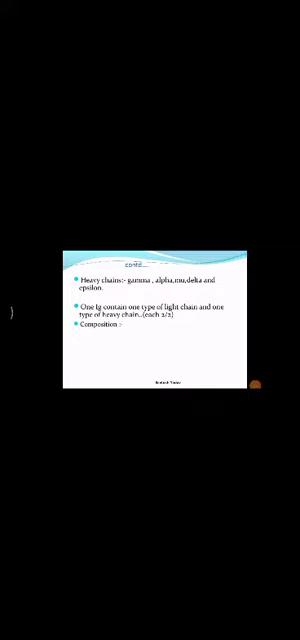 contd...
Heavy chains:- gamma , alpha,mu,delta and
epsilon.
One Ig contain one type of light chain and one
type of heavy chain..(each 2/2)
Composition :-